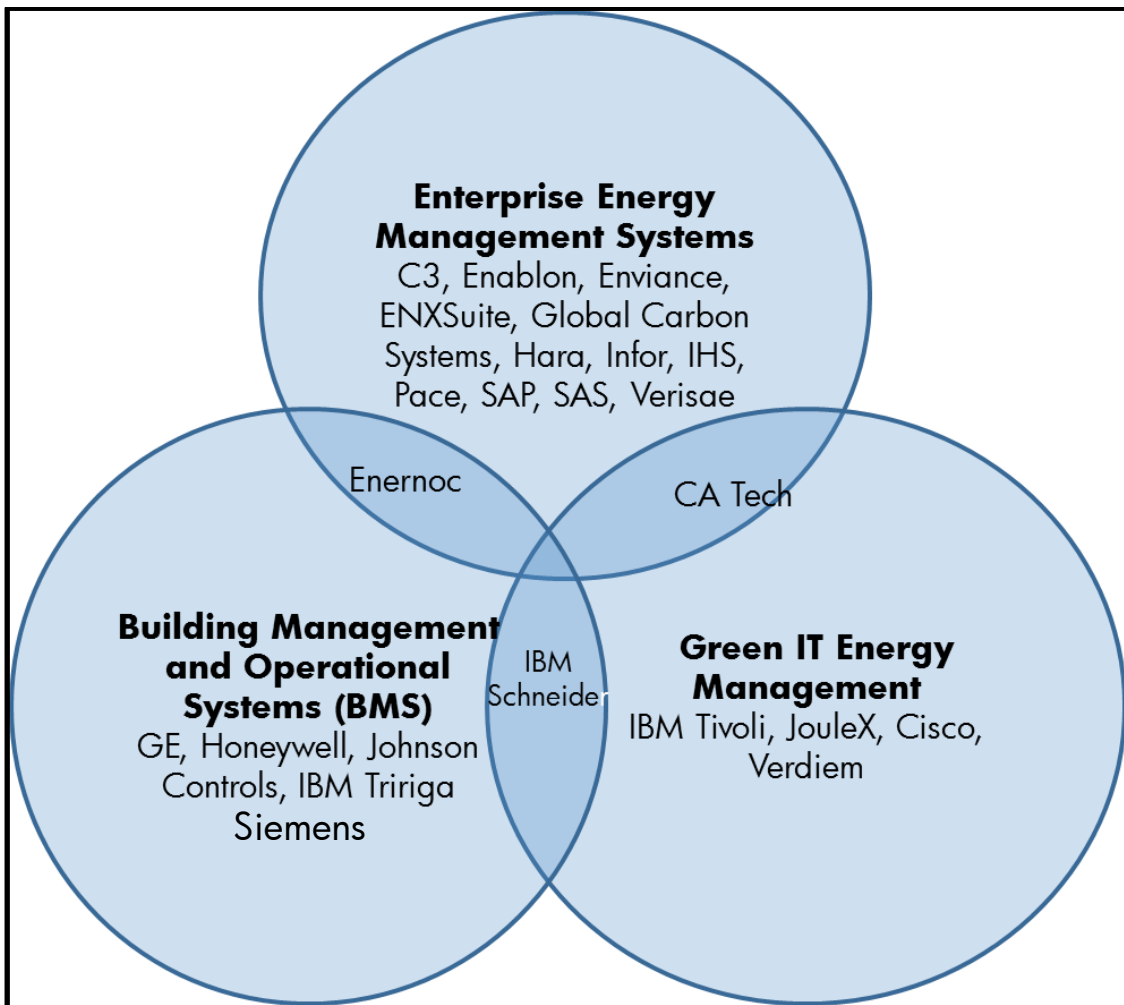 Enterprise Energy
Management Systems
C3, Enablon, Enviance,
ENXSuite, Global Carbon
Systems, Hara, Infor, IHS,
Pace, SAP, SAS, Verisae
Enernoc
CA Tech
Building Management
and Operational
Systems (BMS)
GE, Honeywell, Johnson
Controls, IBM Tririga
Siemens
IBM
Schneider
Green IT Energy
Management
IBM Tivoli, JouleX, Cisco,
Verdiem